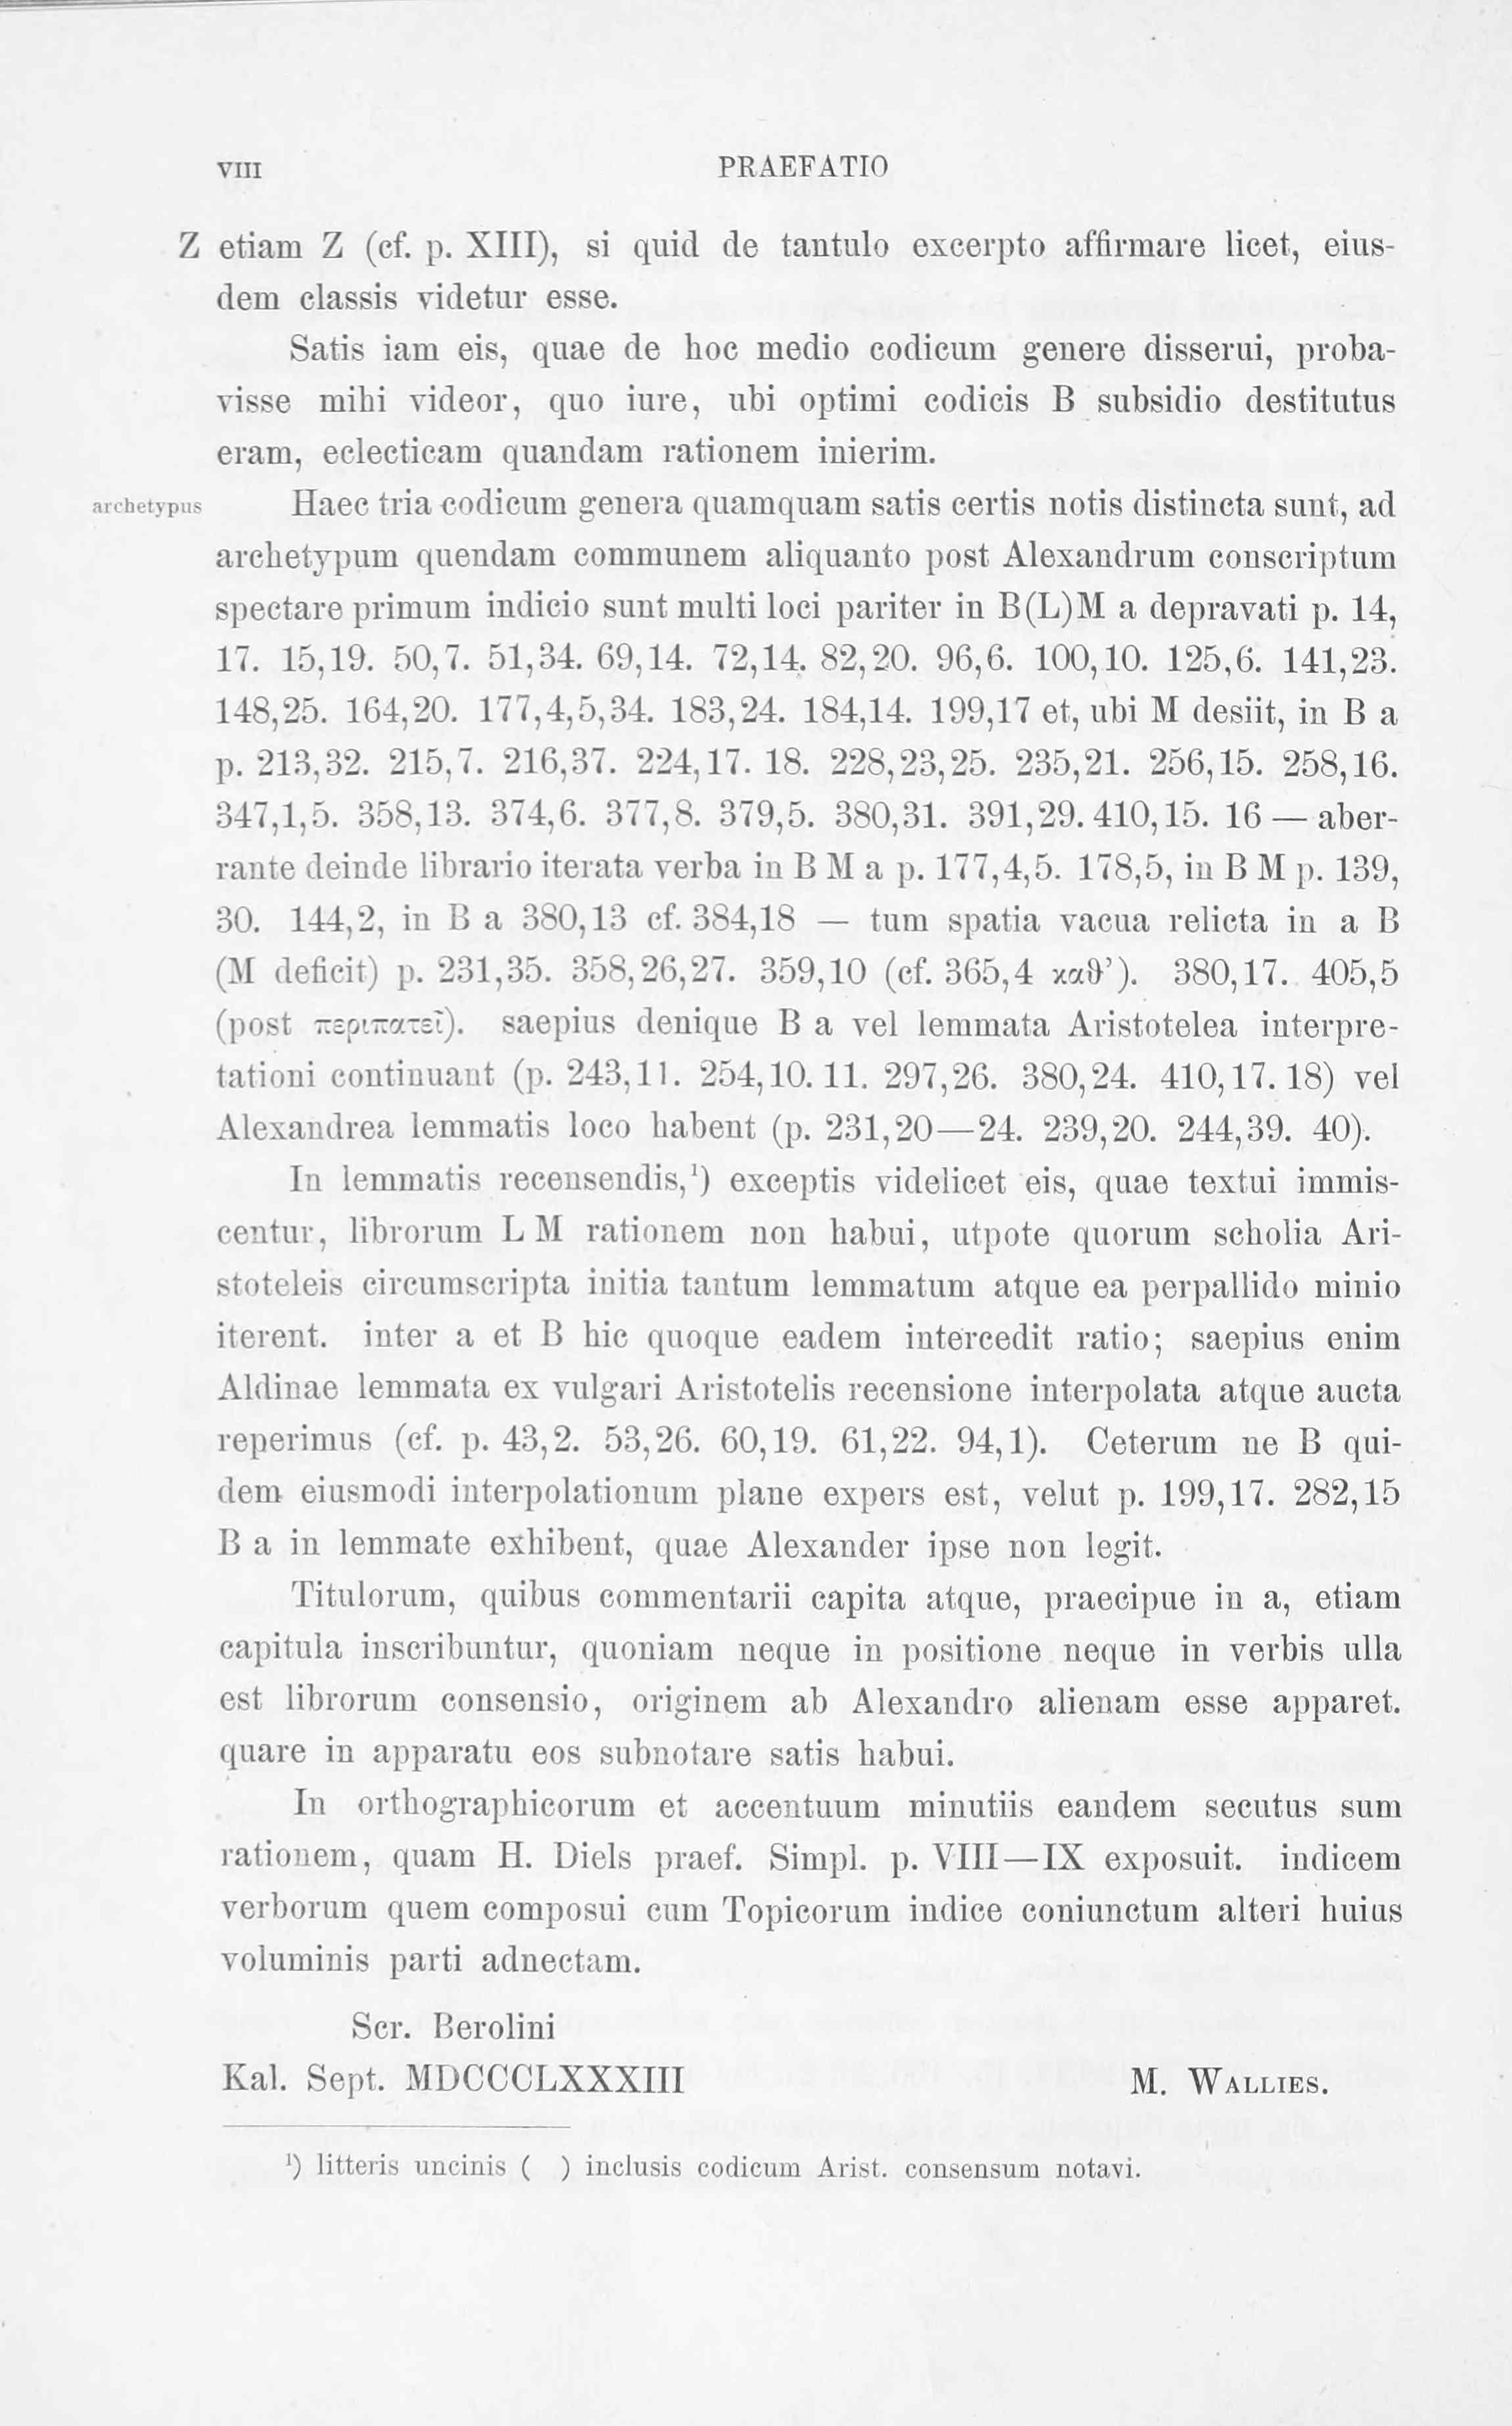 VIII PRAEFATIO
Z etiam Z (cf. p. XIII), si quid de tantulo excerpto affirmare licet, eius-
dem classis videtur esse.
Satis iam eis, quae de hoc medio codicum genere disserui, proba-
visse mihi videor, quo iure, ubi optimi codicis B subsidio destitutus
eram, eclecticam quandam rationem inierim.
archetypus Haec tria codicum genera quamquam satis certis notis distincta sunt, ad
archetypum quendam communem aliquanto post Alexandrum conscriptum
spectare primum indicio sunt multi loci pariter in B(L)M a depravati p. 14,
17. 15,19. 50,7. 51,34. 69,14. 72,14. 82,20. 96,6. 100,10. 125,6. 141,23.
148,25. 164,20. 177,4,5,34. 183,24. 184,14. 199,17 et, ubi M desiit, in B a
p. 213,32. 215,7. 216,37. 224,17. 18. 228,23,25. 235,21. 256,15. 258,16.
347,1,5. 358,13. 374,6. 377,8. 379,5. 380,31. 391,29. 410,15. 16 — aber-
rante deinde librario iterata verba in B M a p. 177,4,5. 178,5, in B M p. 139,
30. 144,2, in B a 380,13 cf. 384,18 — tum spatia vacua relicta in a B
(M deficit) p. 231,35. 358,26,27. 359,10 (cf. 365,4 καθ’). 380,17. 405,5
(post περιπατεῖ). saepius denique B a vel lemmata Aristotelea interpre-
tationi continuant (p. 243,11. 254,10. 11. 297,26. 380,24. 410,17. 18) vel
Alexandrea lemmatis loco habent (p. 231,20—24. 239,20. 244,39. 40).
In lemmatis recensendis,¹) exceptis videlicet eis, quae textui immis-
centur, librorum L M rationem non habui, utpote quorum scholia Ari-
stoteleis circumscripta initia tantum lemmatum atque ea perpallido minio
iterent. inter a et B hic quoque eadem intercedit ratio; saepius enim
Aldinae lemmata ex vulgari Aristotelis recensione interpolata atque aucta
reperimus (cf. p. 43,2. 53,26. 60,19. 61,22. 94,1). Ceterum ne B qui-
dem eiusmodi interpolationum plane expers est, velut p. 199,17. 282,15
B a in lemmate exhibent, quae Alexander ipse non legit.
Titulorum, quibus commentarii capita atque, praecipue in a, etiam
capitula inscribuntur, quoniam neque in positione neque in verbis ulla
est librorum consensio, originem ab Alexandro alienam esse apparet.
quare in apparatu eos subnotare satis habui.
In orthographicorum et accentuum minutiis eandem secutus sum
rationem, quam H. Diels praef. Simpl. p. VIII—IX exposuit. indicem
verborum quem composui cum Topicorum indice coniunctum alteri huius
voluminis parti adnectam.
Scr. Berolini
Kal. Sept. MDCCCLXXXIII M. WALLIES.
¹) litteris uncinis ( ) inclusis codicum Arist. consensum notavi.